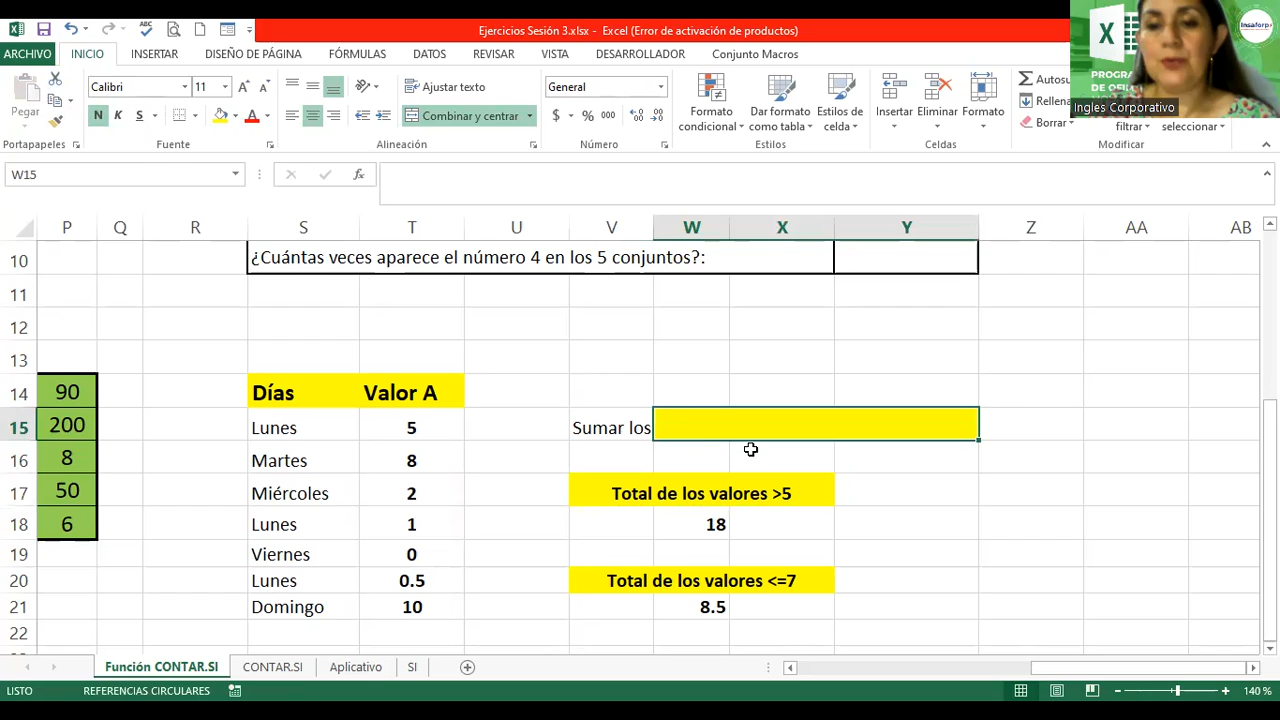 Ejercicios Sesión 3.xlsx - Excel (Error de activación de productos)
ARCHIVO INICIO INSERTAR DISEÑO DE PÁGINA FÓRMULAS DATOS REVISAR VISTA DESARROLLADOR Conjunto Macros
Pegar
Calibri 11
N K S
Ajustar texto
Combinar y centrar
General
$ % 000
Formato condicional
Dar formato como tabla
Estilos de celda
Insertar
Eliminar
Formato
Autosu
Rellena
Borrar
filtrar
seleccionar
Portapapeles Fuente Alineación Número Estilos Celdas Modificar
Insaforp
PROGR
DE OFI
Ingles Corporativo
W15
fx
P Q R S T U V W X Y Z AA AB
10 ¿Cuántas veces aparece el número 4 en los 5 conjuntos?:
11
12
13
14 90 Días Valor A
15 200 Lunes 5 Sumar los
16 8 Martes 8
17 50 Miércoles 2 Total de los valores >5
18 6 Lunes 1 18
19 Viernes 0
20 Lunes 0.5 Total de los valores <=7
21 Domingo 10 8.5
22
Función CONTAR.SI CONTAR.SI Aplicativo SI
LISTO REFERENCIAS CIRCULARES 140 %